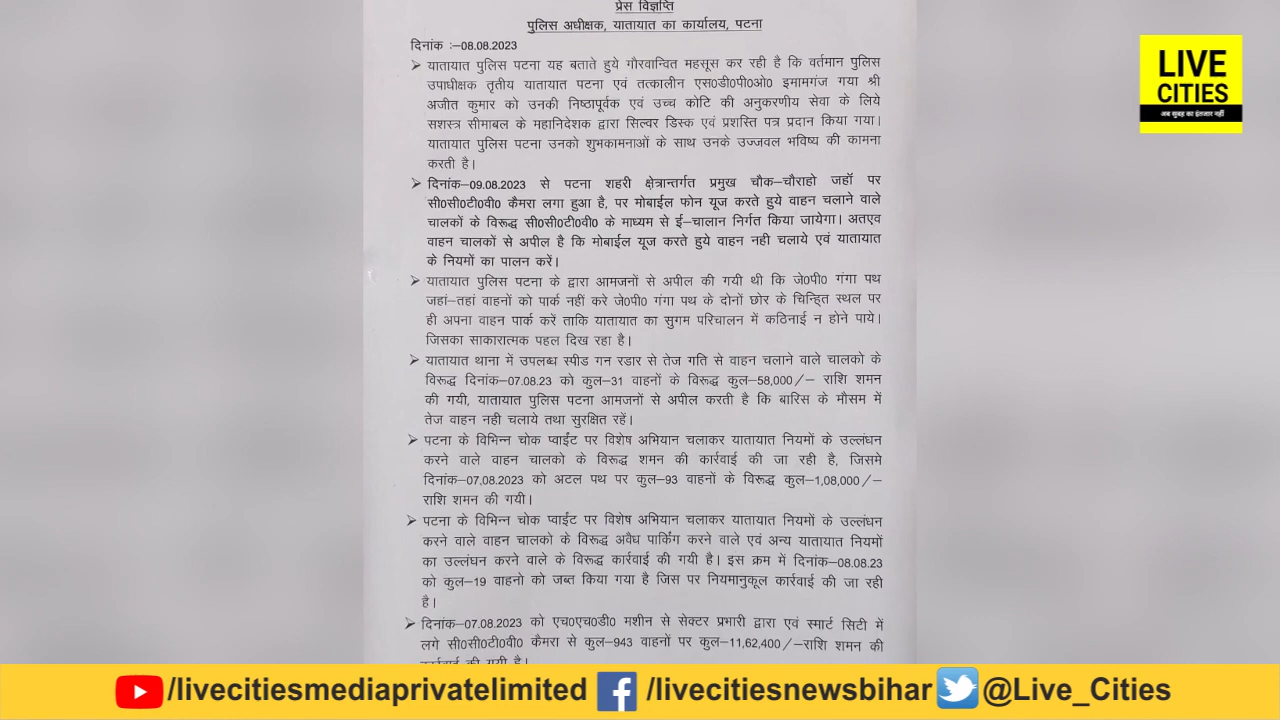 प्रेस विज्ञप्ति
पुलिस अधीक्षक, यातायात का कार्यालय, पटना
दिनांक :–08.08.2023
➢ यातायात पुलिस पटना यह बताते हुये गौरवान्वित महसूस कर रही है कि वर्तमान पुलिस
उपाधीक्षक तृतीय यातायात पटना एवं तत्कालीन एस0डी0पी0ओ0 इमामगंज गया श्री
अजीत कुमार को उनकी निष्ठापूर्वक एवं उच्च कोटि की अनुकरणीय सेवा के लिये
सशस्त्र सीमाबल के महानिदेशक द्वारा सिल्वर डिस्क एवं प्रशस्ति पत्र प्रदान किया गया।
यातायात पुलिस पटना उनको शुभकामनाओं के साथ उनके उज्जवल भविष्य की कामना
करती है।
➢ दिनांक–09.08.2023 से पटना शहरी क्षेत्रान्तर्गत प्रमुख चौक–चौराहो जहाँ पर
सी0सी0टी0वी0 कैमरा लगा हुआ है, पर मोबाईल फोन यूज करते हुये वाहन चलाने वाले
चालकों के विरूद्ध सी0सी0टी0वी0 के माध्यम से ई–चालान निर्गत किया जायेगा। अतएव
वाहन चालकों से अपील है कि मोबाईल यूज करते हुये वाहन नही चलाये एवं यातायात
के नियमों का पालन करें।
➢ यातायात पुलिस पटना के द्वारा आमजनों से अपील की गयी थी कि जे0पी0 गंगा पथ
जहां–तहां वाहनों को पार्क नहीं करे जे0पी0 गंगा पथ के दोनों छोर के चिन्हित स्थल पर
ही अपना वाहन पार्क करें ताकि यातायात का सुगम परिचालन में कठिनाई न होने पाये।
जिसका साकारात्मक पहल दिख रहा है।
➢ यातायात थाना में उपलब्ध स्पीड गन रडार से तेज गति से वाहन चलाने वाले चालको के
विरूद्ध दिनांक–07.08.23 को कुल–31 वाहनों के विरूद्ध कुल–58,000/– राशि शमन
की गयी, यातायात पुलिस पटना आमजनों से अपील करती है कि बारिस के मौसम में
तेज वाहन नही चलाये तथा सुरक्षित रहें।
➢ पटना के विभिन्न चोक प्वाईंट पर विशेष अभियान चलाकर यातायात नियमों के उल्लंघन
करने वाले वाहन चालको के विरूद्ध शमन की कार्रवाई की जा रही है, जिसमे
दिनांक–07.08.2023 को अटल पथ पर कुल–93 वाहनों के विरूद्ध कुल–1,08,000/–
राशि शमन की गयी।
➢ पटना के विभिन्न चोक प्वाईंट पर विशेष अभियान चलाकर यातायात नियमों के उल्लंघन
करने वाले वाहन चालको के विरूद्ध अवैध पार्किंग करने वाले एवं अन्य यातायात नियमों
का उल्लंघन करने वाले के विरूद्ध कार्रवाई की गयी है। इस क्रम में दिनांक–08.08.23
को कुल–19 वाहनो को जब्त किया गया है जिस पर नियमानुकूल कार्रवाई की जा रही
है।
➢ दिनांक–07.08.2023 को एच0एच0डी0 मशीन से सेक्टर प्रभारी द्वारा एवं स्मार्ट सिटी में
लगे सी0सी0टी0वी0 कैमरा से कुल–943 वाहनों पर कुल–11,62,400/–राशि शमन की
कार्रवाई की गयी है।
LIVE
CITIES
अब सुबह का इंतजार नहीं
/livecitiesmediaprivatelimited /livecitiesnewsbihar @Live_Cities